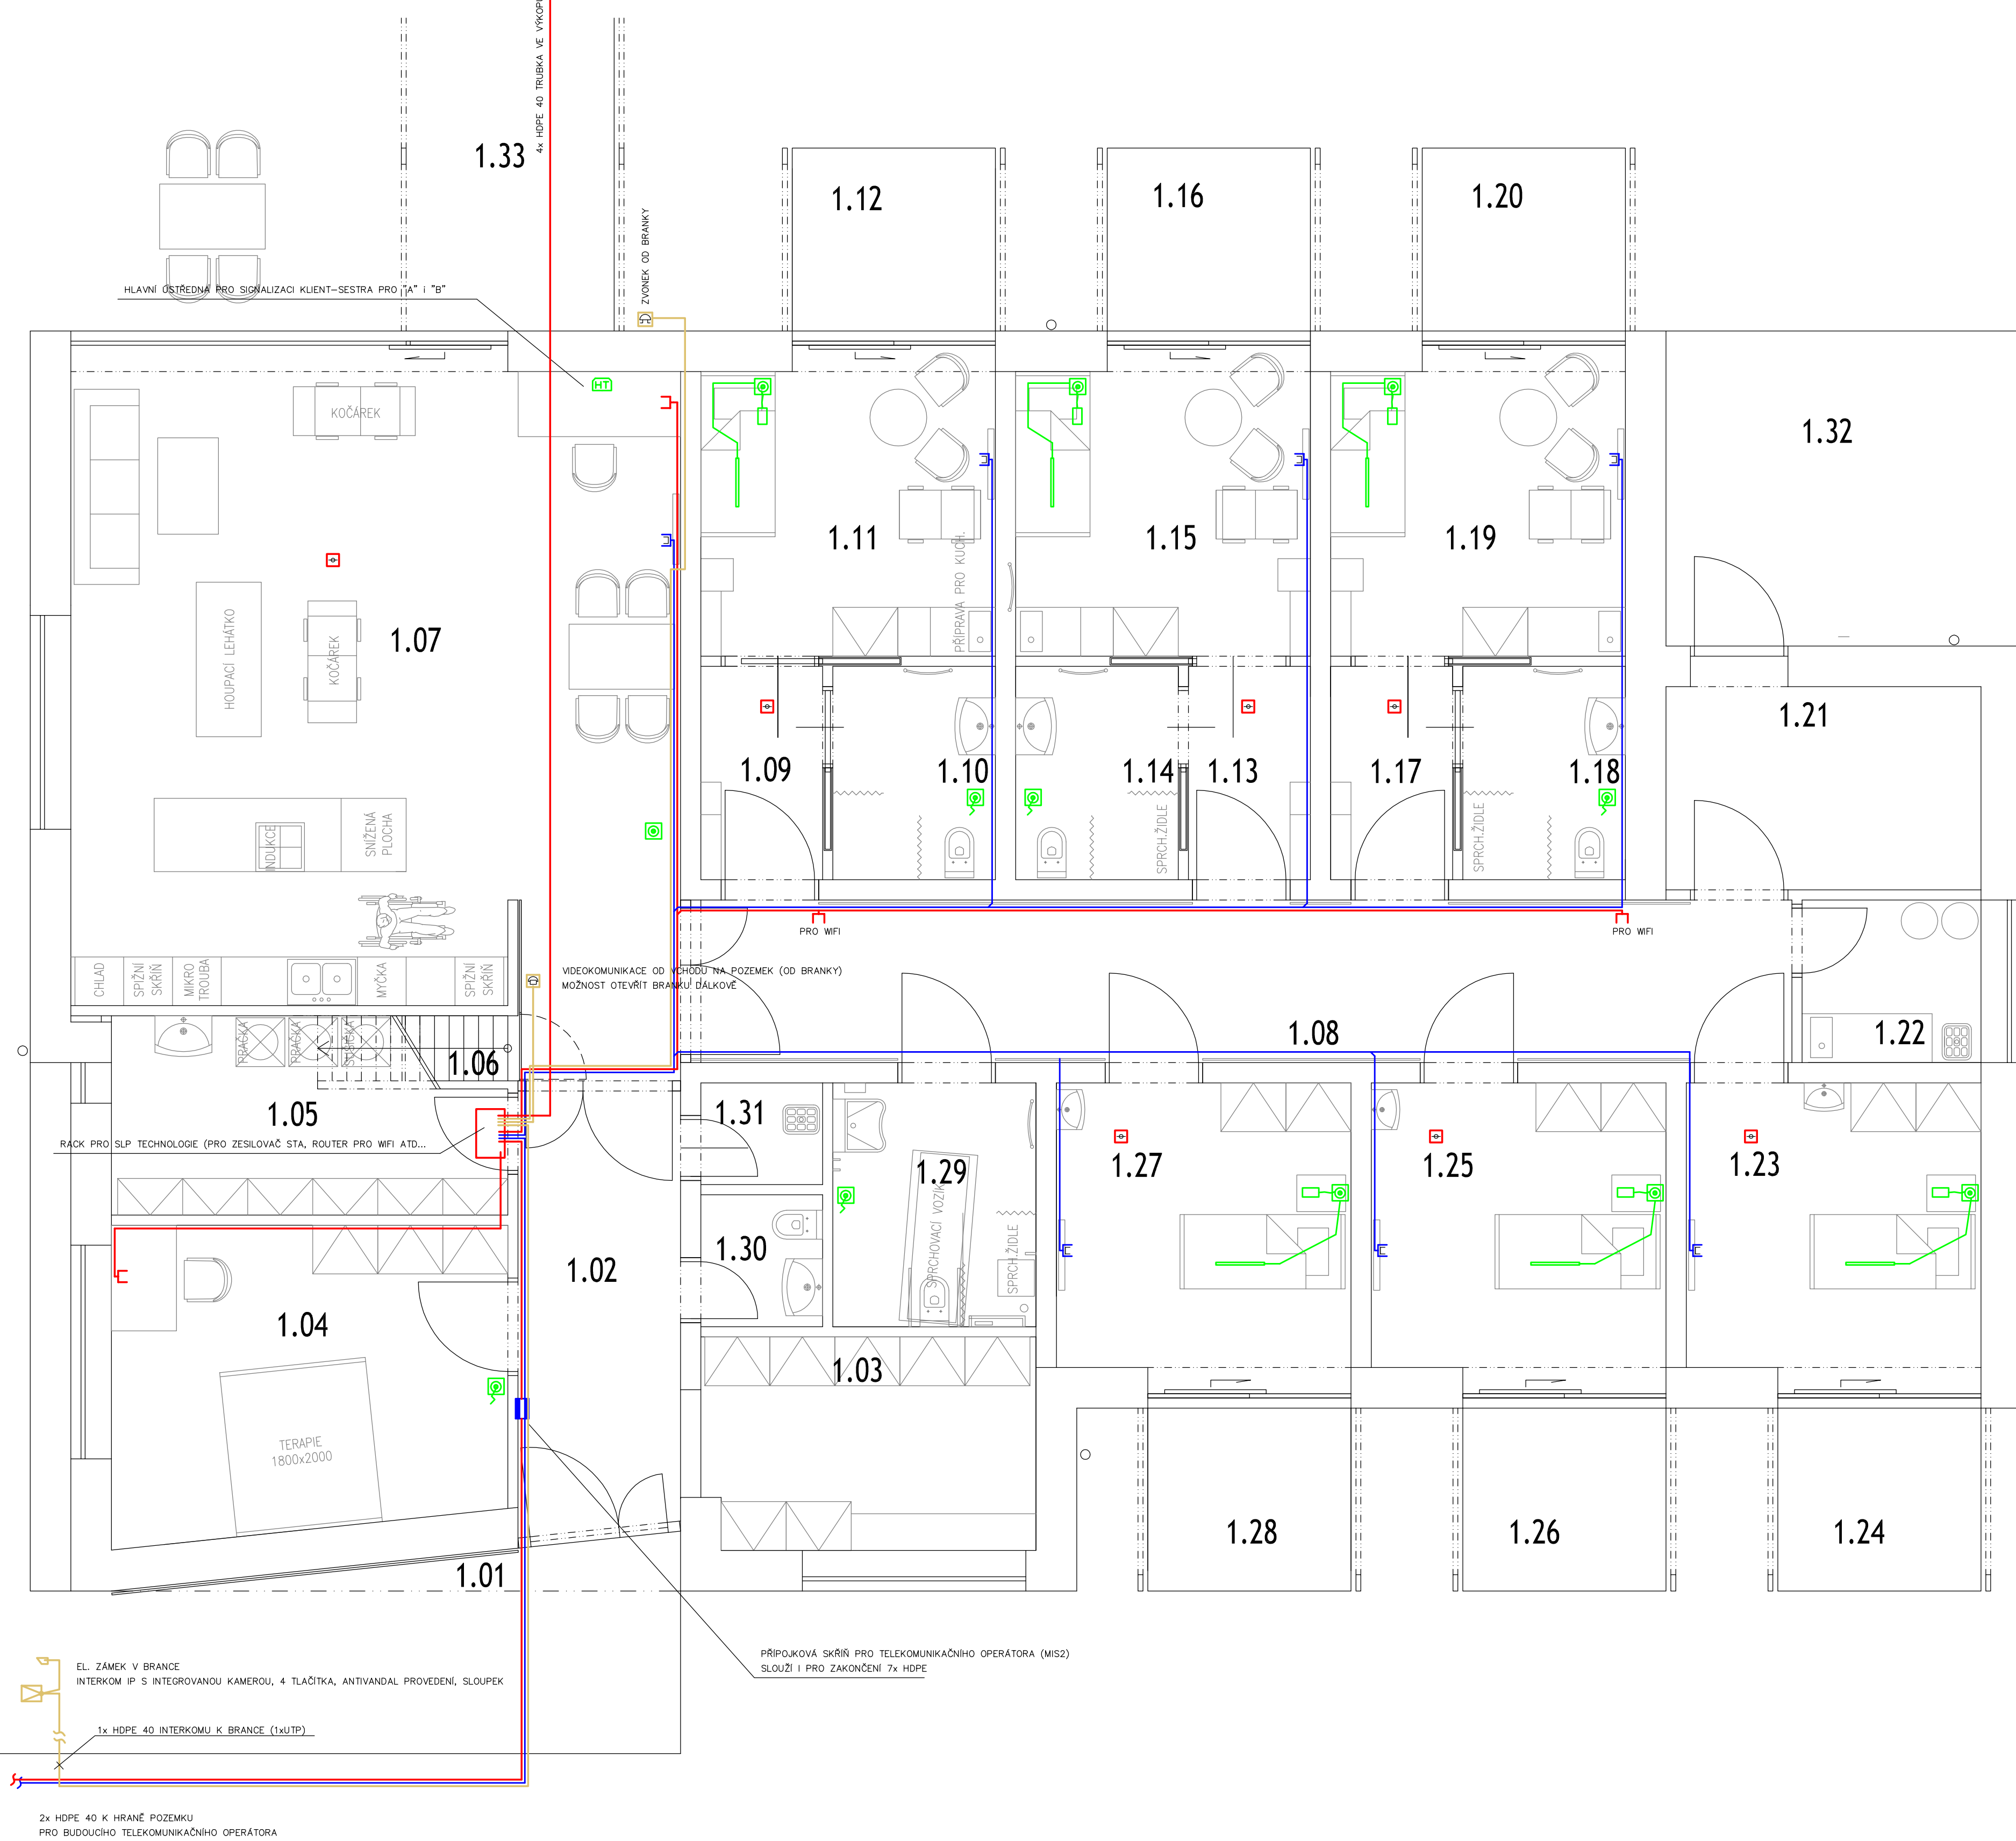 4x HDPE 40 TRUBKA VE VÝKOPU
1.33
1.12
1.16
1.20
ZVONEK OD BRANKY
HLAVNÍ ÚSTŘEDNA PRO SIGNALIZACI KLIENT–SESTRA PRO "A" i "B"
HT
KOČÁREK
1.32
1.11
1.15
1.19
PŘÍPRAVA PRO KUCH.
HOUPACÍ LEHÁTKO
KOČÁREK
1.07
1.21
1.09
1.10
1.14
1.13
1.17
1.18
INDUKCE
SNÍŽENÁ
PLOCHA
SPRCH.ŽIDLE
SPRCH.ŽIDLE
PRO WIFI
PRO WIFI
CHLAD
SPIŽNÍ
SKŘÍŇ
MIKRO
TROUBA
MYČKA
SPIŽNÍ
SKŘÍŇ
VIDEOKOMUNIKACE OD VCHODU NA POZEMEK (OD BRANKY)
MOŽNOST OTEVŘÍT BRANKU DÁLKOVĚ
PRAČKA
PRAČKA
SUŠIČKA
1.06
1.08
1.22
1.05
1.31
RACK PRO SLP TECHNOLOGIE (PRO ZESILOVAČ STA, ROUTER PRO WIFI ATD...
1.29
1.27
1.25
1.23
SPRCHOVACÍ VOZÍK
SPRCH.ŽIDLE
1.30
1.02
1.04
1.03
TERAPIE
1800x2000
1.28
1.26
1.24
1.01
PŘÍPOJKOVÁ SKŘÍŇ PRO TELEKOMUNIKAČNÍHO OPERÁTORA (MIS2)
SLOUŽÍ I PRO ZAKONČENÍ 7x HDPE
EL. ZÁMEK V BRANCE
INTERKOM IP S INTEGROVANOU KAMEROU, 4 TLAČÍTKA, ANTIVANDAL PROVEDENÍ, SLOUPEK
1x HDPE 40 INTERKOMU K BRANCE (1xUTP)
2x HDPE 40 K HRANĚ POZEMKU
PRO BUDOUCÍHO TELEKOMUNIKAČNÍHO OPERÁTORA